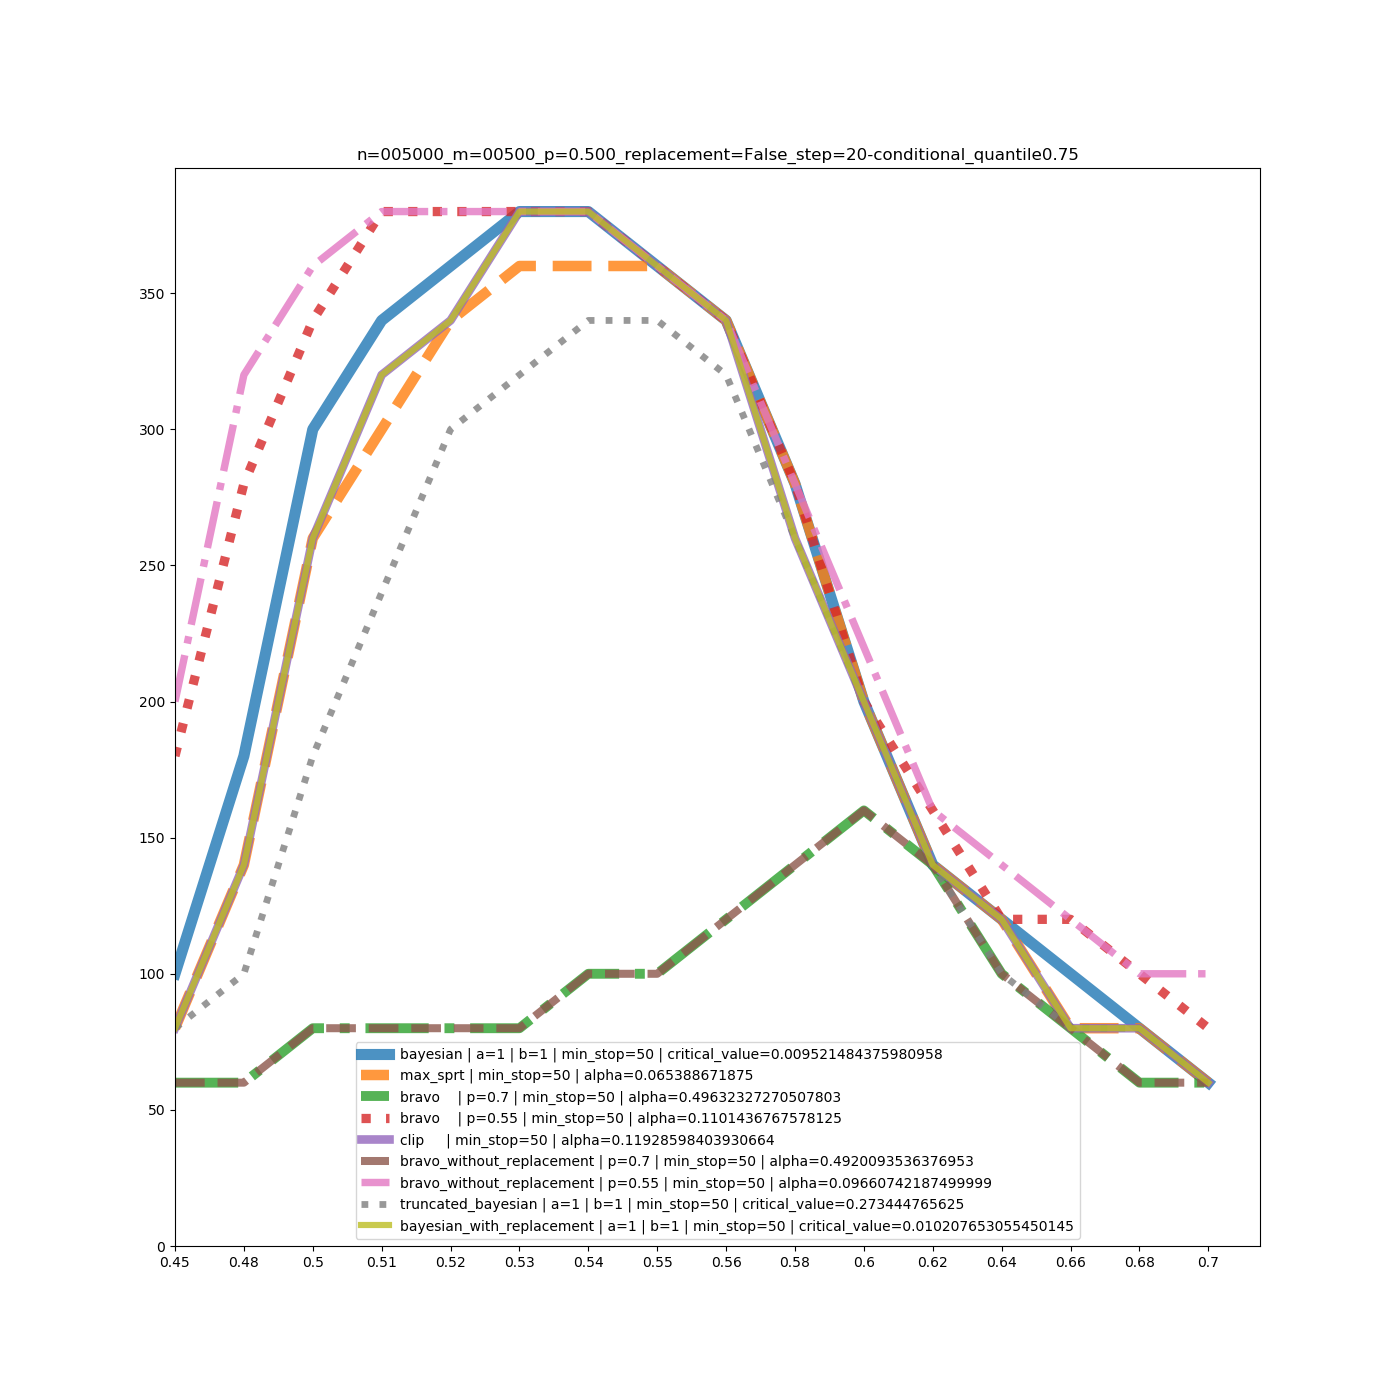 n=005000_m=00500_p=0.500_replacement=False_step=20-conditional_quantile0.75
350
300
250
200
150
100
50
0
bayesian | a=1 | b=1 | min_stop=50 | critical_value=0.009521484375980958
max_sprt | min_stop=50 | alpha=0.065388671875
bravo | p=0.7 | min_stop=50 | alpha=0.49632327270507803
bravo | p=0.55 | min_stop=50 | alpha=0.1101436767578125
clip | min_stop=50 | alpha=0.11928598403930664
bravo_without_replacement | p=0.7 | min_stop=50 | alpha=0.4920093536376953
bravo_without_replacement | p=0.55 | min_stop=50 | alpha=0.09660742187499999
truncated_bayesian | a=1 | b=1 | min_stop=50 | critical_value=0.273444765625
bayesian_with_replacement | a=1 | b=1 | min_stop=50 | critical_value=0.010207653055450145
0.45 0.48 0.5 0.51 0.52 0.53 0.54 0.55 0.56 0.58 0.6 0.62 0.64 0.66 0.68 0.7